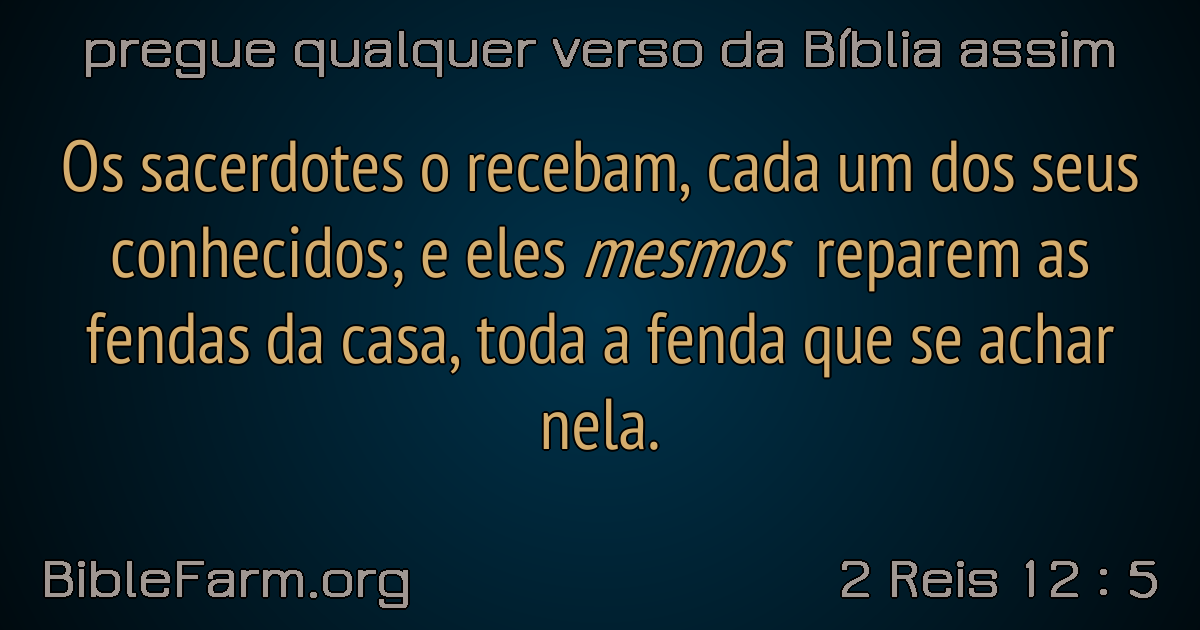 pregue qualquer verso da Bíblia assim
Os sacerdotes o recebam, cada um dos seus
conhecidos; e eles mesmos reparem as
fendas da casa, toda a fenda que se achar
nela.
BibleFarm.org
2 Reis 12 : 5